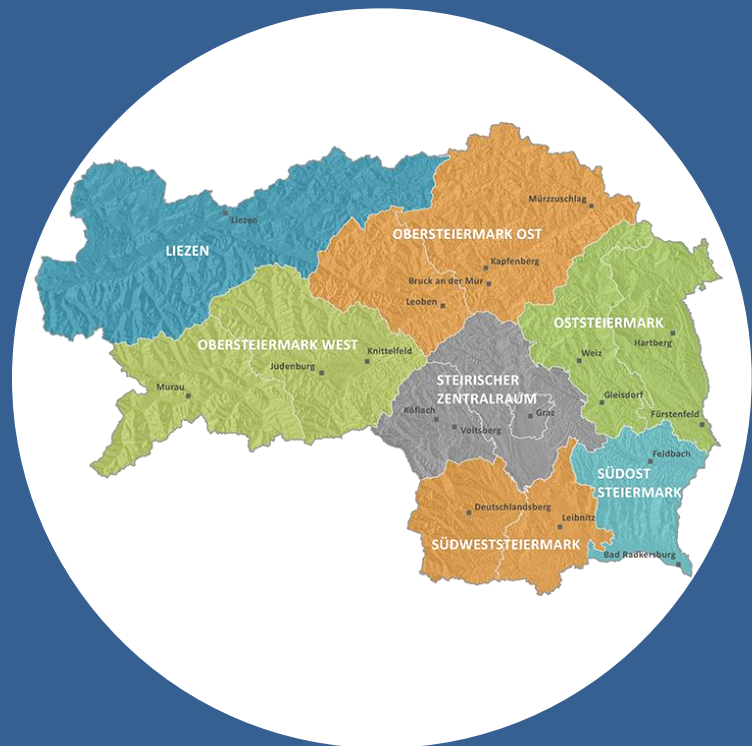 Mürzzuschlag
Liezen
OBERSTEIERMARK OST
LIEZEN
Kapfenberg
Bruck an der Mur
Leoben
OSTSTEIERMARK
Hartberg
OBERSTEIERMARK WEST
Knittelfeld
Judenburg
Weiz
STEIRISCHER
ZENTRALRAUM
Murau
Gleisdorf
Köflach
Graz
Fürstenfeld
Voitsberg
Feldbach
SÜDOST
STEIERMARK
Deutschlandsberg
Leibnitz
SÜDWESTSTEIERMARK
Bad Radkersburg